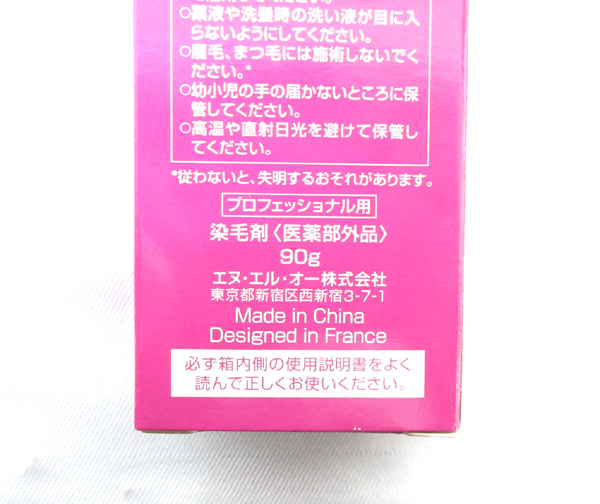 ○薬液や洗髪時の洗い液が目に入
らないようにしてください。
○眉毛、まつ毛には施術しないでく
ださい。*
○幼小児の手の届かないところに保
管してください。
○高温や直射日光を避けて保管し
てください。
*従わないと、失明するおそれがあります。
プロフェッショナル用
染毛剤〈医薬部外品〉
90g
エヌ・エル・オー株式会社
東京都新宿区西新宿3-7-1
Made in China
Designed in France
必ず箱内側の使用説明書をよく
読んで正しくお使いください。